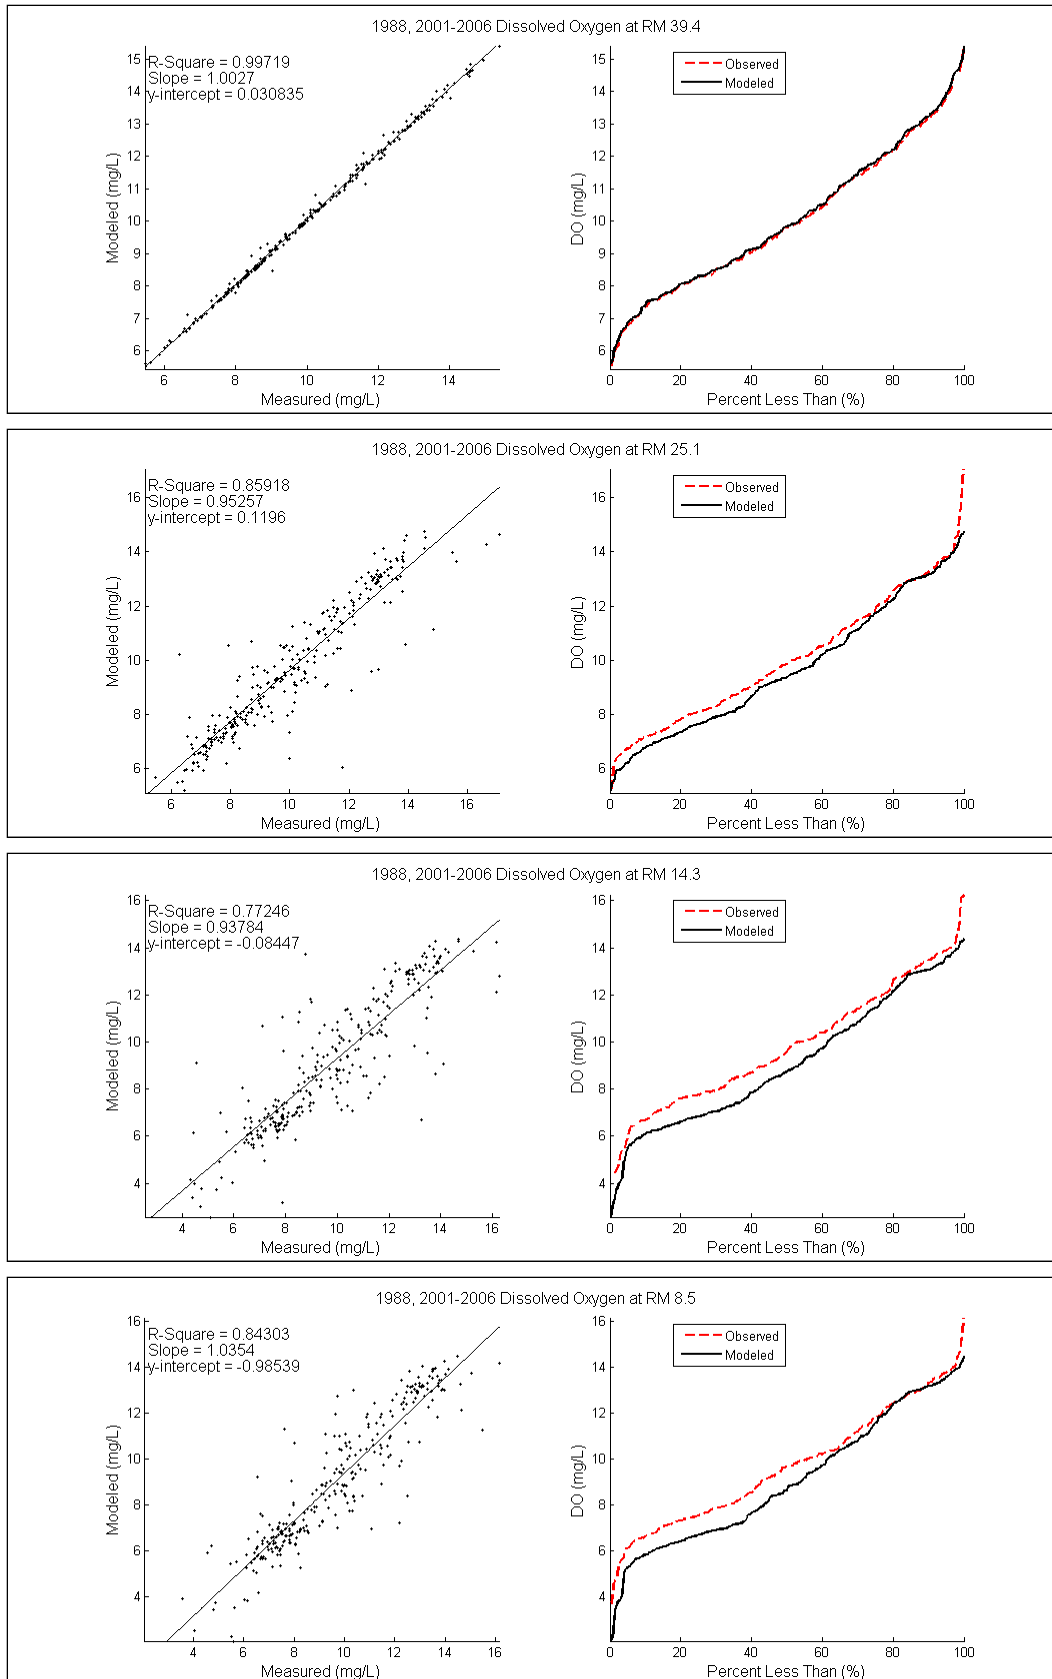 1988, 2001-2006 Dissolved Oxygen at RM 39.4
R-Square = 0.99719
Slope = 1.0027
y-intercept = 0.030835
15
14
13
12
11
10
9
8
7
6
Modeled (mg/L)
6 8 10 12 14
Measured (mg/L)
Observed
Modeled
15
14
13
12
11
10
9
8
7
6
DO (mg/L)
0 20 40 60 80 100
Percent Less Than (%)
1988, 2001-2006 Dissolved Oxygen at RM 25.1
R-Square = 0.85918
Slope = 0.95257
y-intercept = 0.1196
16
14
12
10
8
6
Modeled (mg/L)
6 8 10 12 14 16
Measured (mg/L)
Observed
Modeled
16
14
12
10
8
6
DO (mg/L)
0 20 40 60 80 100
Percent Less Than (%)
1988, 2001-2006 Dissolved Oxygen at RM 14.3
R-Square = 0.77246
Slope = 0.93784
y-intercept = -0.08447
16
14
12
10
8
6
4
Modeled (mg/L)
4 6 8 10 12 14 16
Measured (mg/L)
Observed
Modeled
16
14
12
10
8
6
4
DO (mg/L)
0 20 40 60 80 100
Percent Less Than (%)
1988, 2001-2006 Dissolved Oxygen at RM 8.5
R-Square = 0.84303
Slope = 1.0354
y-intercept = -0.98539
16
14
12
10
8
6
4
Modeled (mg/L)
4 6 8 10 12 14 16
Measured (mg/L)
Observed
Modeled
16
14
12
10
8
6
4
DO (mg/L)
0 20 40 60 80 100
Percent Less Than (%)